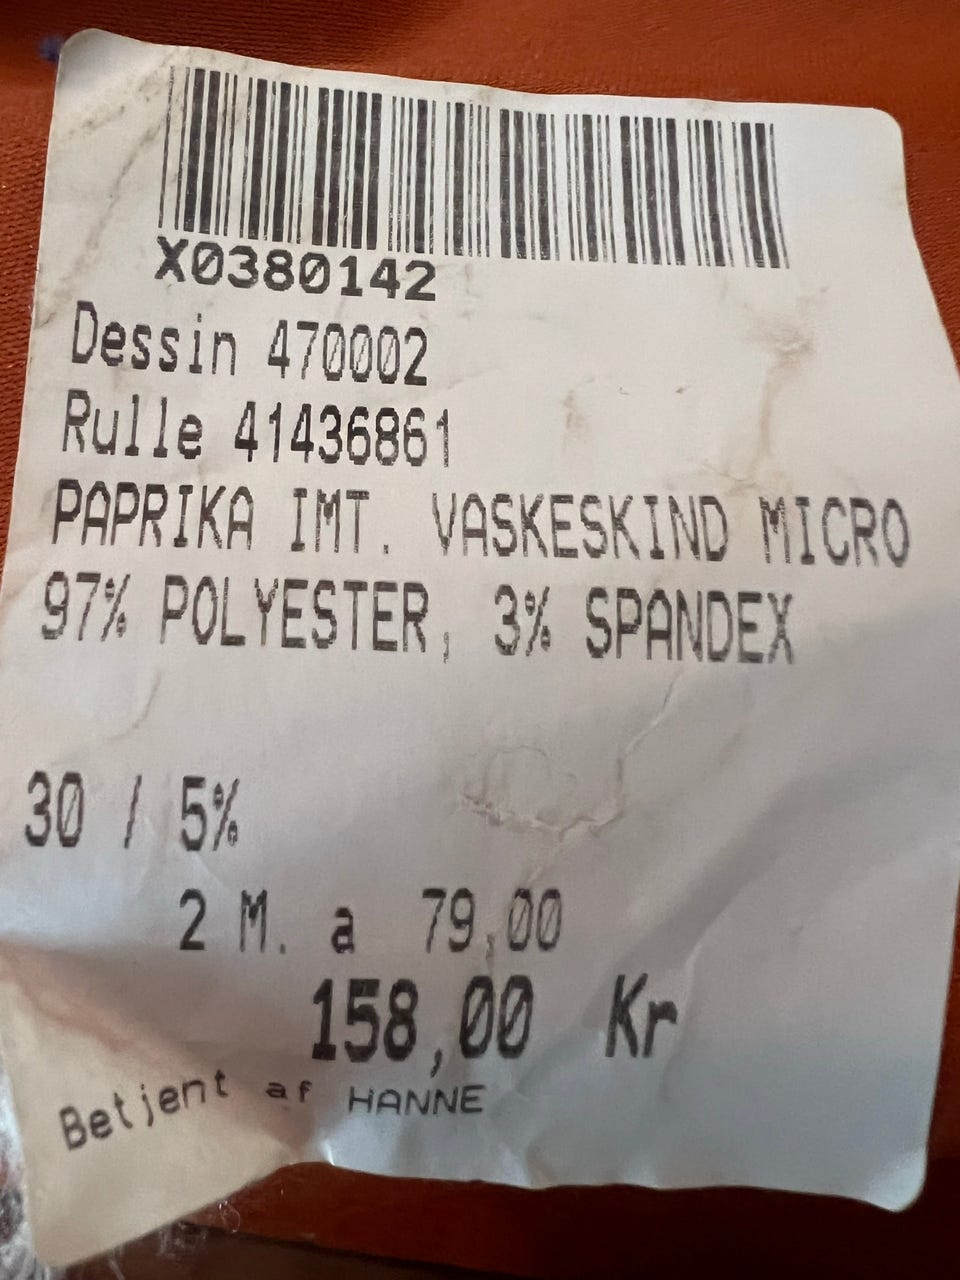 X0380142
Dessin 470002
Rulle 41436861
PAPRIKA IMT. VASKESKIND MICRO
97% POLYESTER, 3% SPANDEX
30 / 5%
2 M. a 79,00
158,00 Kr
Betjent af HANNE